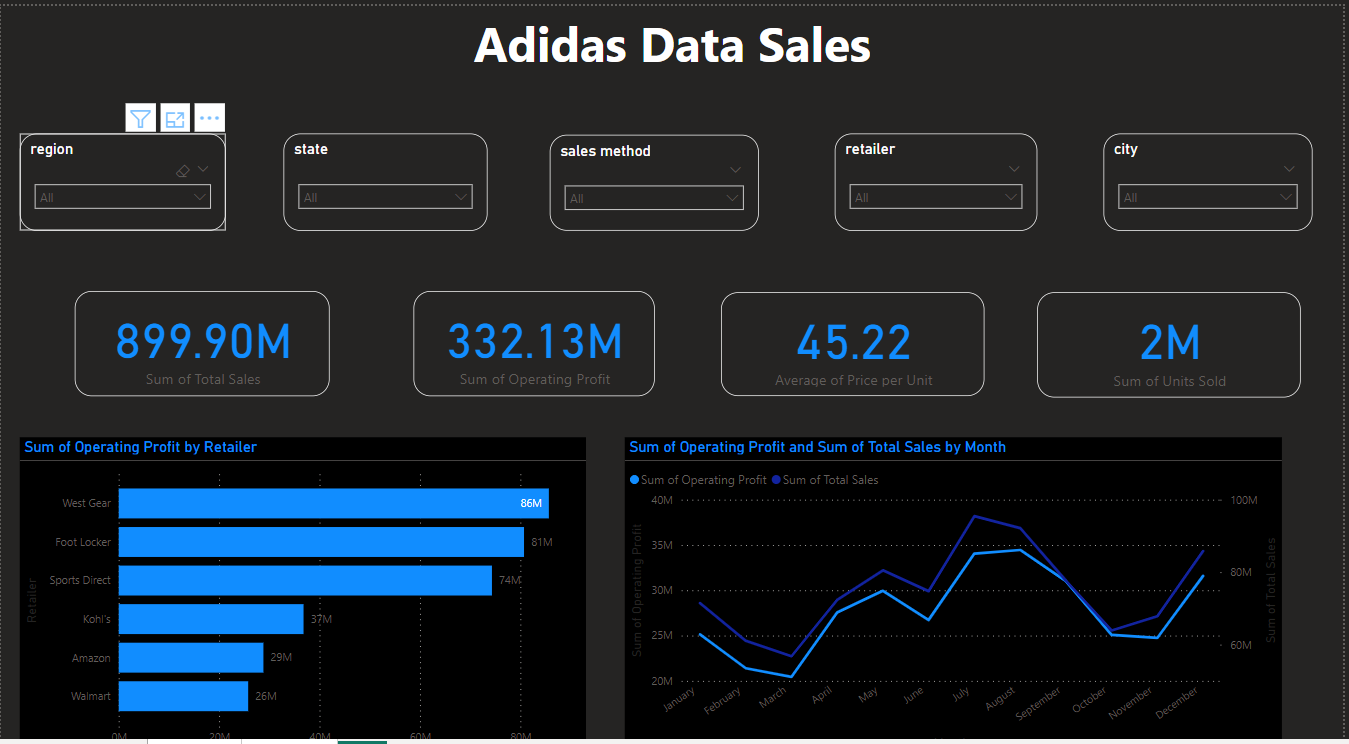 Adidas Data Sales
region
All
state
All
sales method
All
retailer
All
city
All
899.90M
Sum of Total Sales
332.13M
Sum of Operating Profit
45.22
Average of Price per Unit
2M
Sum of Units Sold
Sum of Operating Profit by Retailer
Retailer
West Gear
86M
Foot Locker
81M
Sports Direct
74M
Kohl's
37M
Amazon
29M
Walmart
26M
0M 20M 40M 60M 80M
Sum of Operating Profit and Sum of Total Sales by Month
Sum of Operating Profit Sum of Total Sales
Sum of Operating Profit
40M
35M
30M
25M
20M
100M
80M
60M
Sum of Total Sales
January February March April May June July August September October November December